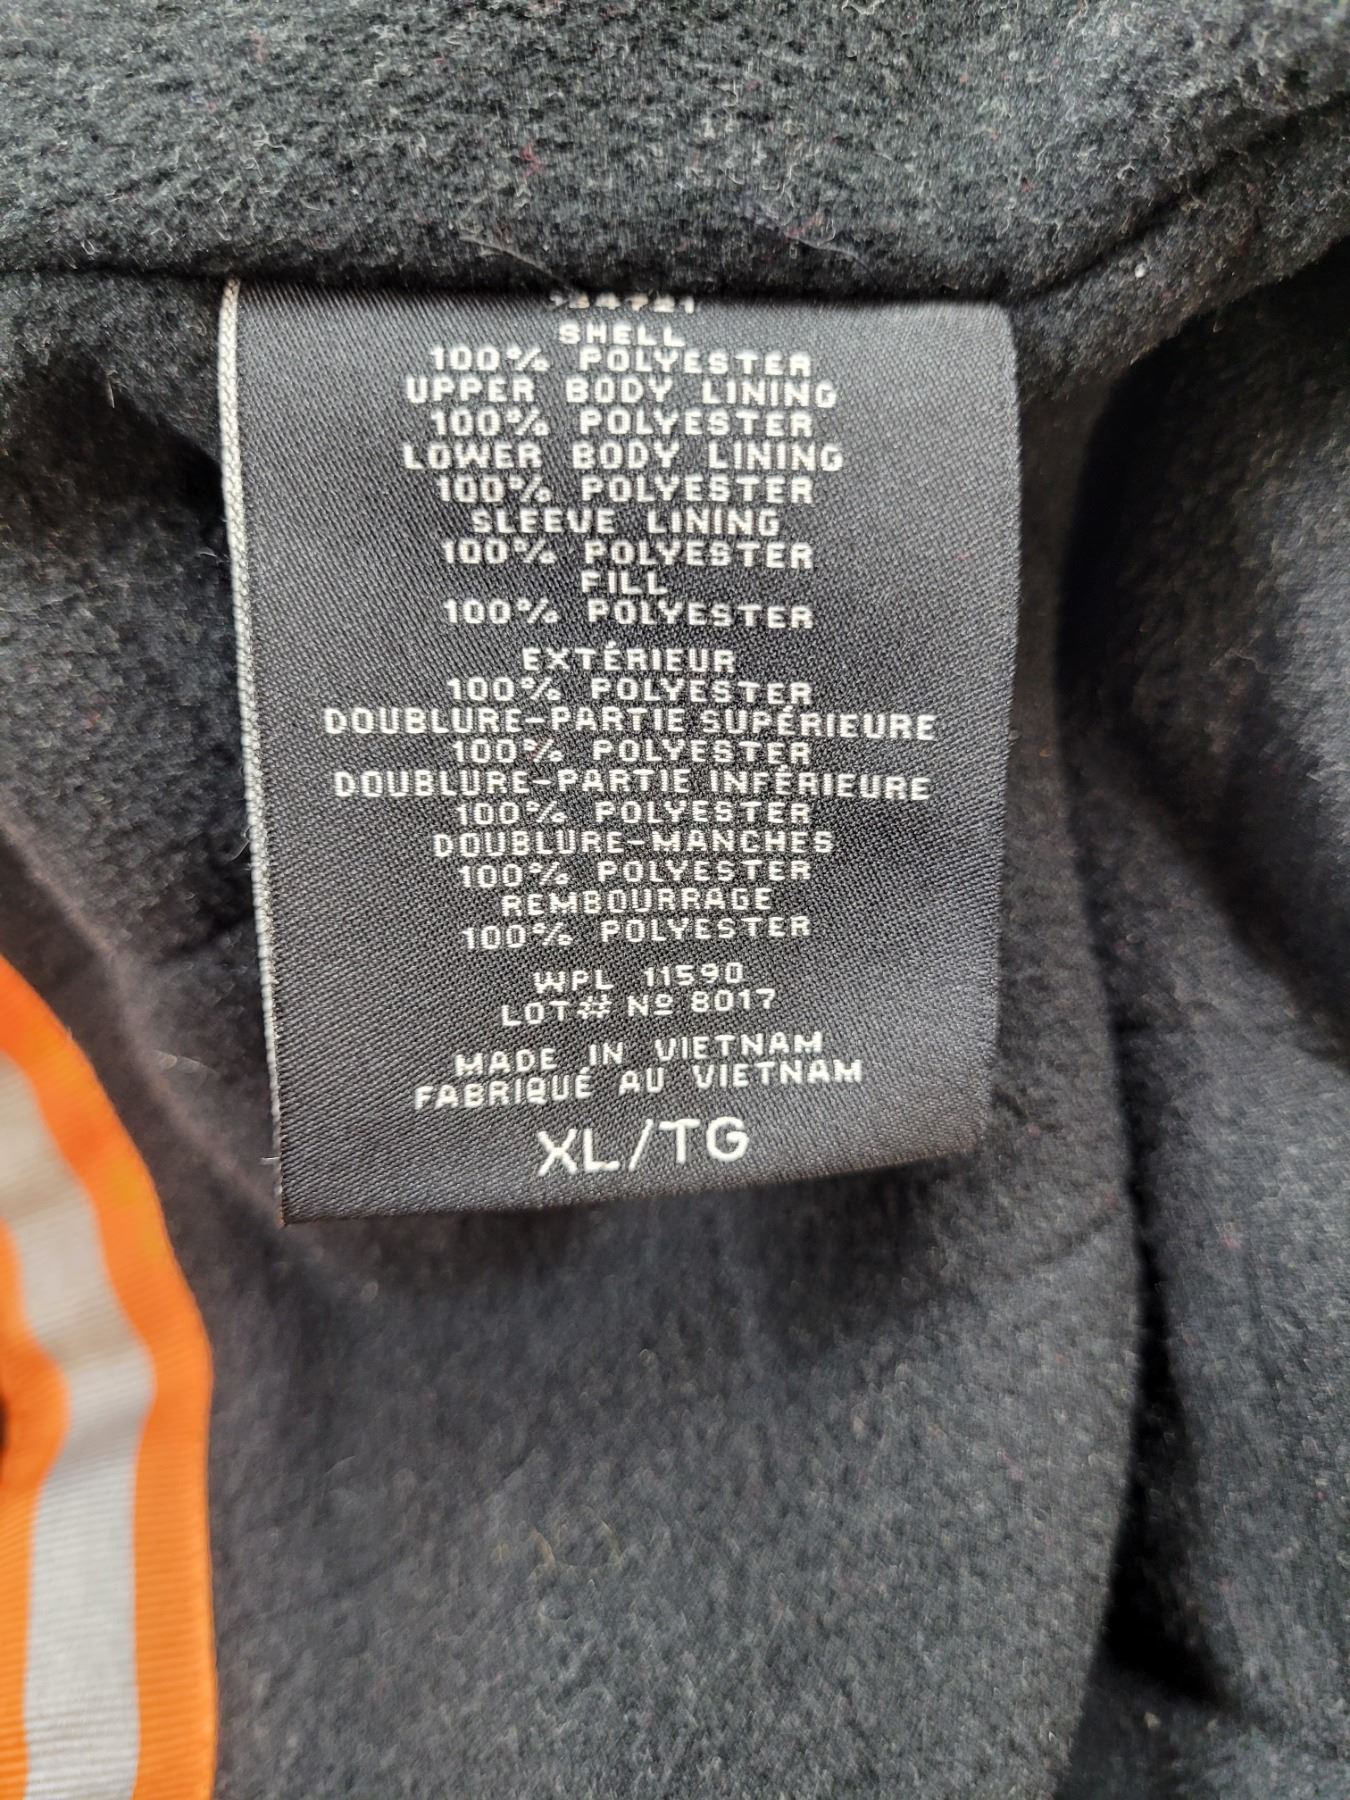 SHELL
100% POLYESTER
UPPER BODY LINING
100% POLYESTER
LOWER BODY LINING
100% POLYESTER
SLEEVE LINING
100% POLYESTER
FILL
100% POLYESTER
EXTÉRIEUR
100% POLYESTER
DOUBLURE-PARTIE SUPÉRIEURE
100% POLYESTER
DOUBLURE-PARTIE INFÉRIEURE
100% POLYESTER
DOUBLURE-MANCHES
100% POLYESTER
REMBOURRAGE
100% POLYESTER
WPL 11590
LOT# Nº 8017
MADE IN VIETNAM
FABRIQUÉ AU VIETNAM
XL/TG